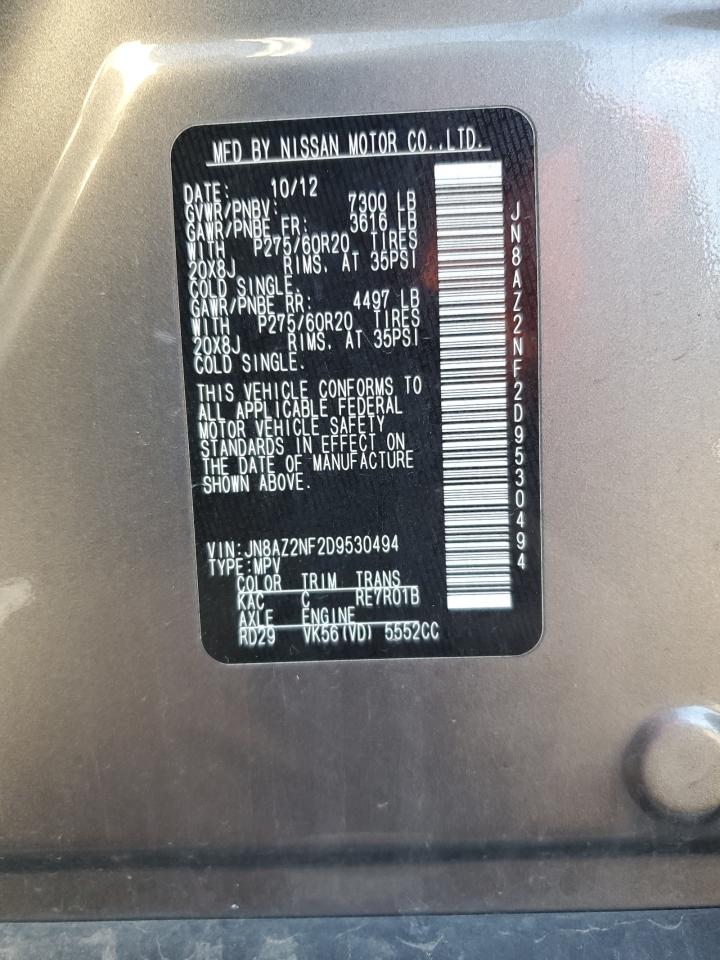 MFD BY NISSAN MOTOR CO.,LTD.
DATE: 10/12
GVWR/PNBV: 7300 LB
GAWR/PNBE FR: 3616 LB
WITH P275/60R20 TIRES
20X8J RIMS, AT 35PSI
COLD SINGLE.
GAWR/PNBE RR: 4497 LB
WITH P275/60R20 TIRES
20X8J RIMS, AT 35PSI
COLD SINGLE.
THIS VEHICLE CONFORMS TO
ALL APPLICABLE FEDERAL
MOTOR VEHICLE SAFETY
STANDARDS IN EFFECT ON
THE DATE OF MANUFACTURE
SHOWN ABOVE.
VIN:JN8AZ2NF2D9530494
TYPE:MPV
COLOR TRIM TRANS
KAC C RE7R01B
AXLE ENGINE
RD29 VK56(VD) 5552CC
JN8AZ2NF2D9530494